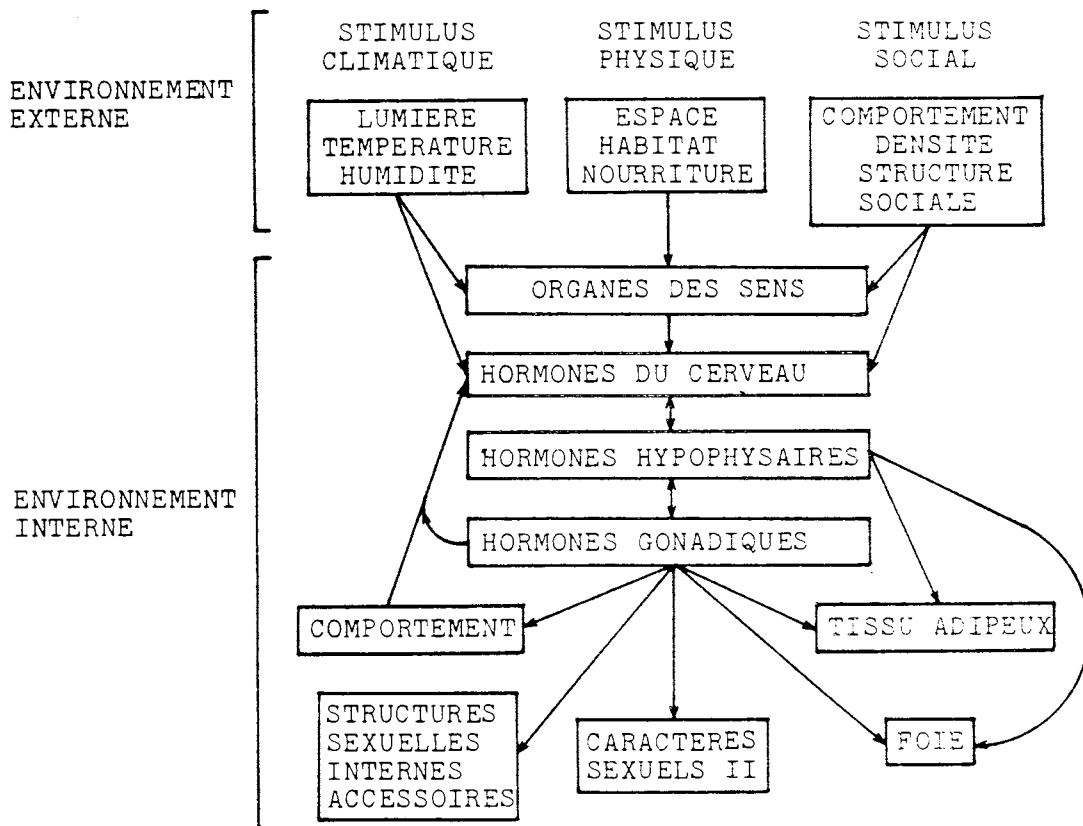 STIMULUS
CLIMATIQUE
STIMULUS
PHYSIQUE
STIMULUS
SOCIAL
ENVIRONNEMENT
EXTERNE
LUMIERE
TEMPERATURE
HUMIDITE
ESPACE
HABITAT
NOURRITURE
COMPORTEMENT
DENSITE
STRUCTURE
SOCIALE
ORGANES DES SENS
HORMONES DU CERVEAU
HORMONES HYPOPHYSAIRES
ENVIRONNEMENT
INTERNE
HORMONES GONADIQUES
COMPORTEMENT
TISSU ADIPEUX
STRUCTURES
SEXUELLES
INTERNES
ACCESSOIRES
CARACTERES
SEXUELS II
FOIE